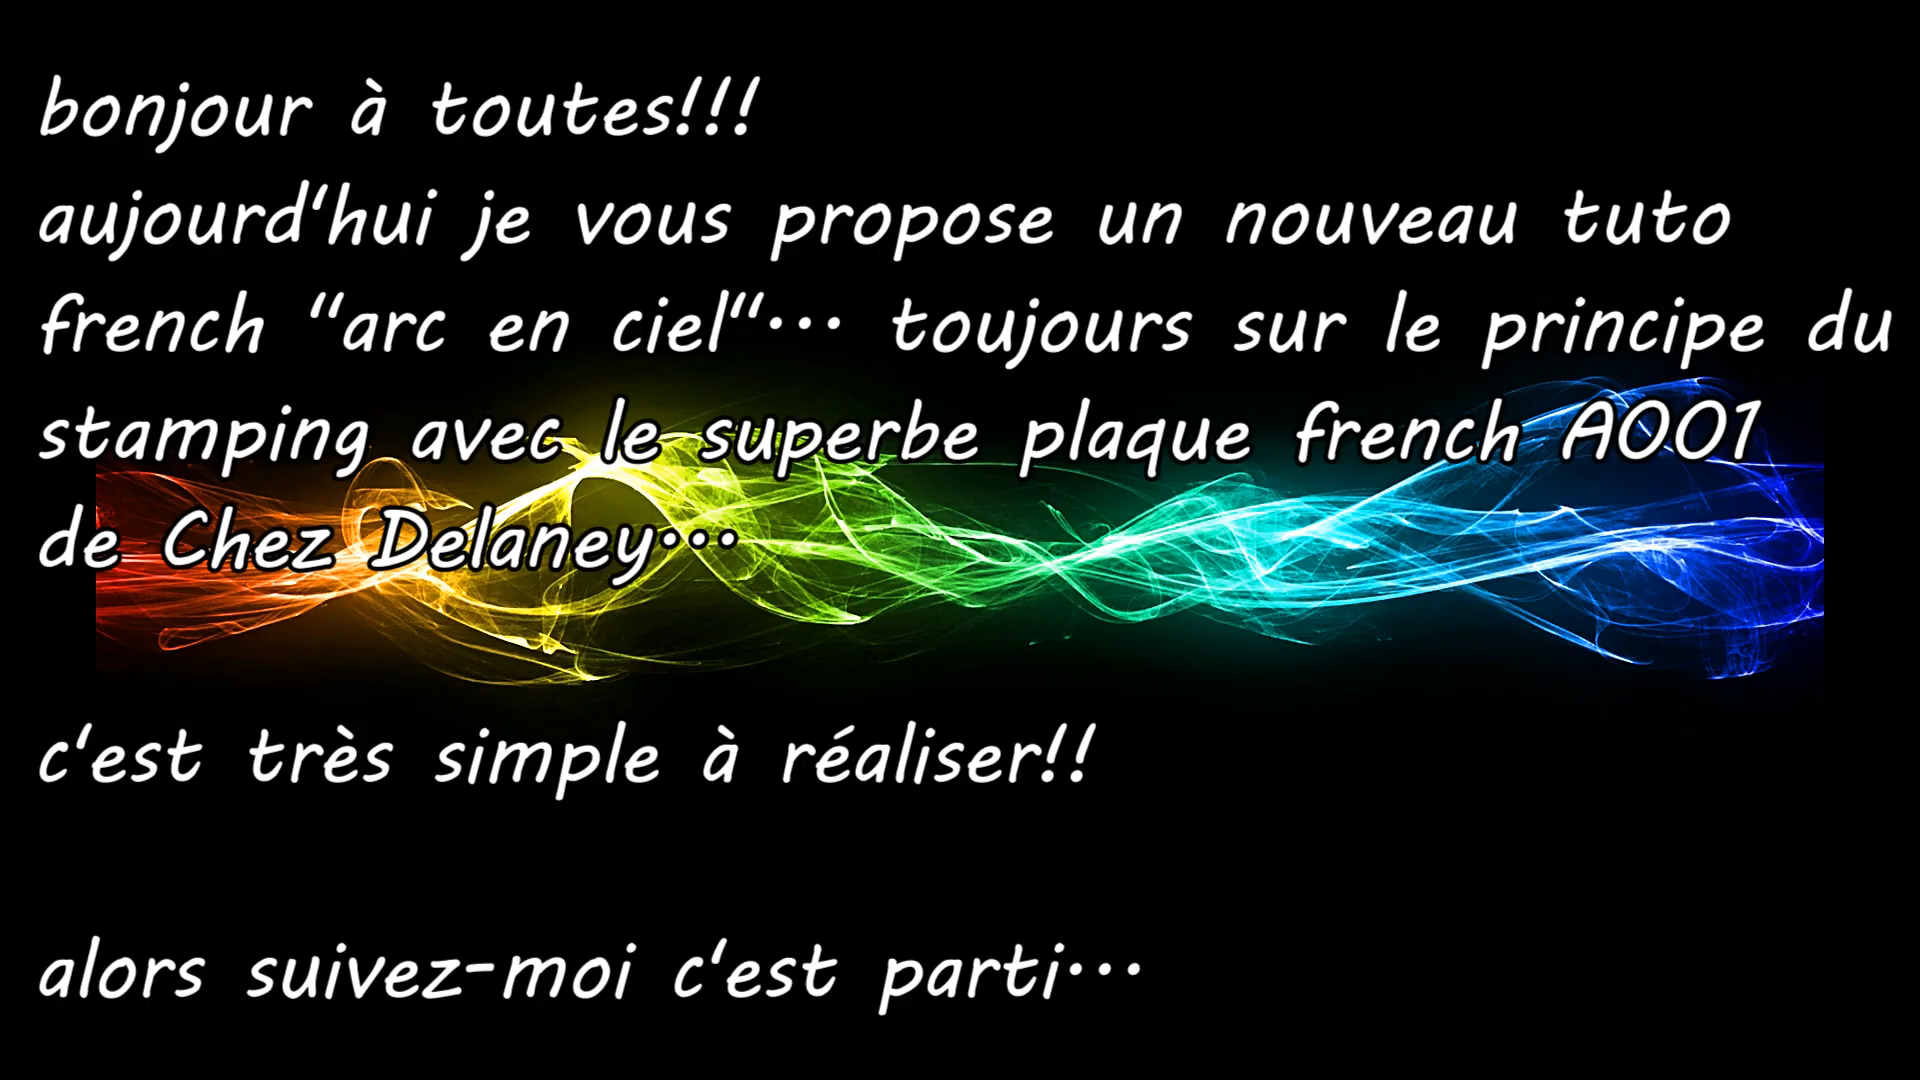 bonjour à toutes!!!
aujourd'hui je vous propose un nouveau tuto
french "arc en ciel"... toujours sur le principe du
stamping avec le superbe plaque french A001
de Chez Delaney...
c'est très simple à réaliser!!
alors suivez-moi c'est parti...